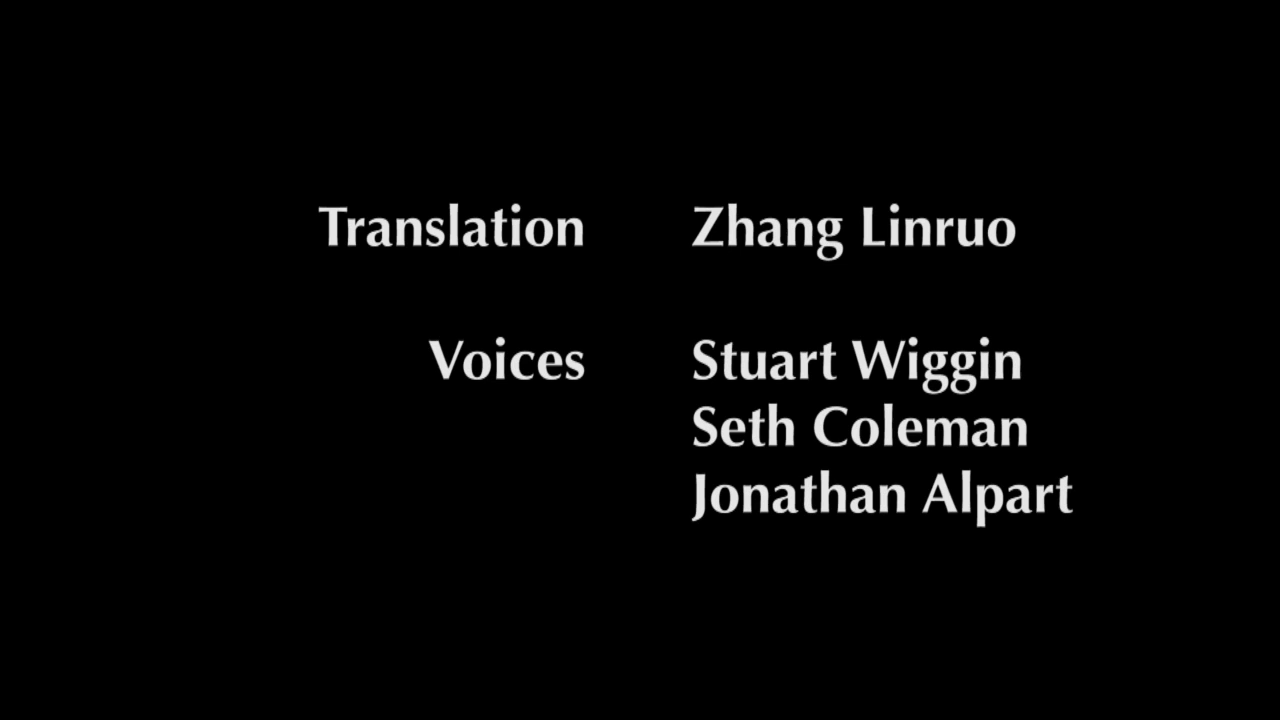 Translation Zhang Linruo
Voices Stuart Wiggin
Seth Coleman
Jonathan Alpart